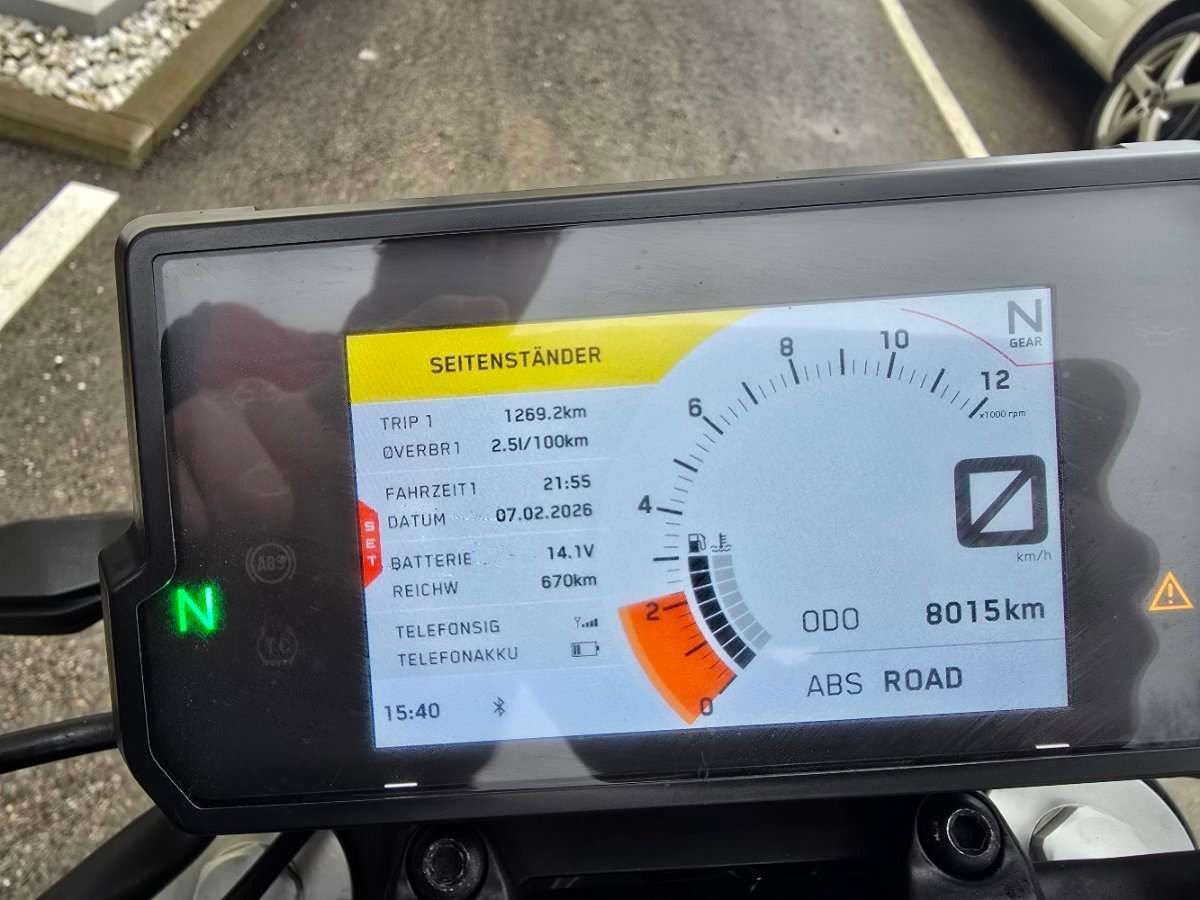 SEITENSTÄNDER
TRIP 1 1269.2km
ØVERBR1 2.5l/100km
FAHRZEIT1 21:55
DATUM 07.02.2026
BATTERIE 14.1V
REICHW 670km
TELEFONSIG
TELEFONAKKU
15:40
SET
0
2
4
6
8
10
12
x1000 rpm
N
GEAR
0
km/h
ODO 8015km
ABS ROAD
N
ABS
TC